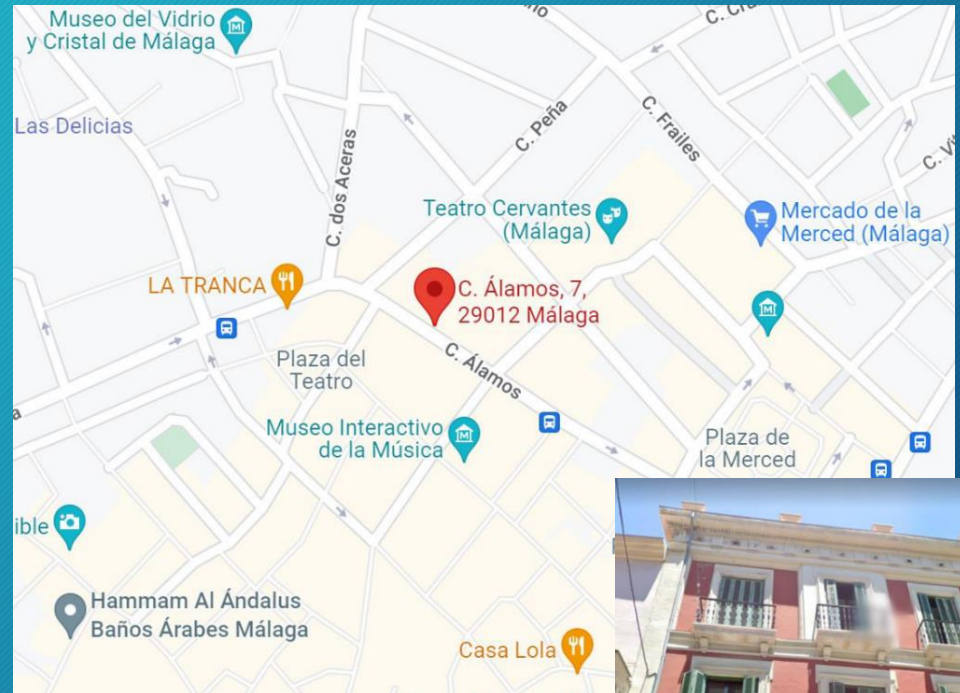 Museo del Vidrio
y Cristal de Málaga
C. Cru
Las Delicias
C. dos Aceras
C. Peña
C. Frailes
Teatro Cervantes
(Málaga)
Mercado de la
Merced (Málaga)
LA TRANCA
C. Álamos, 7,
29012 Málaga
Plaza del
Teatro
C. Álamos
Museo Interactivo
de la Música
Plaza de
la Merced
ible
Hammam Al Ándalus
Baños Árabes Málaga
Casa Lola